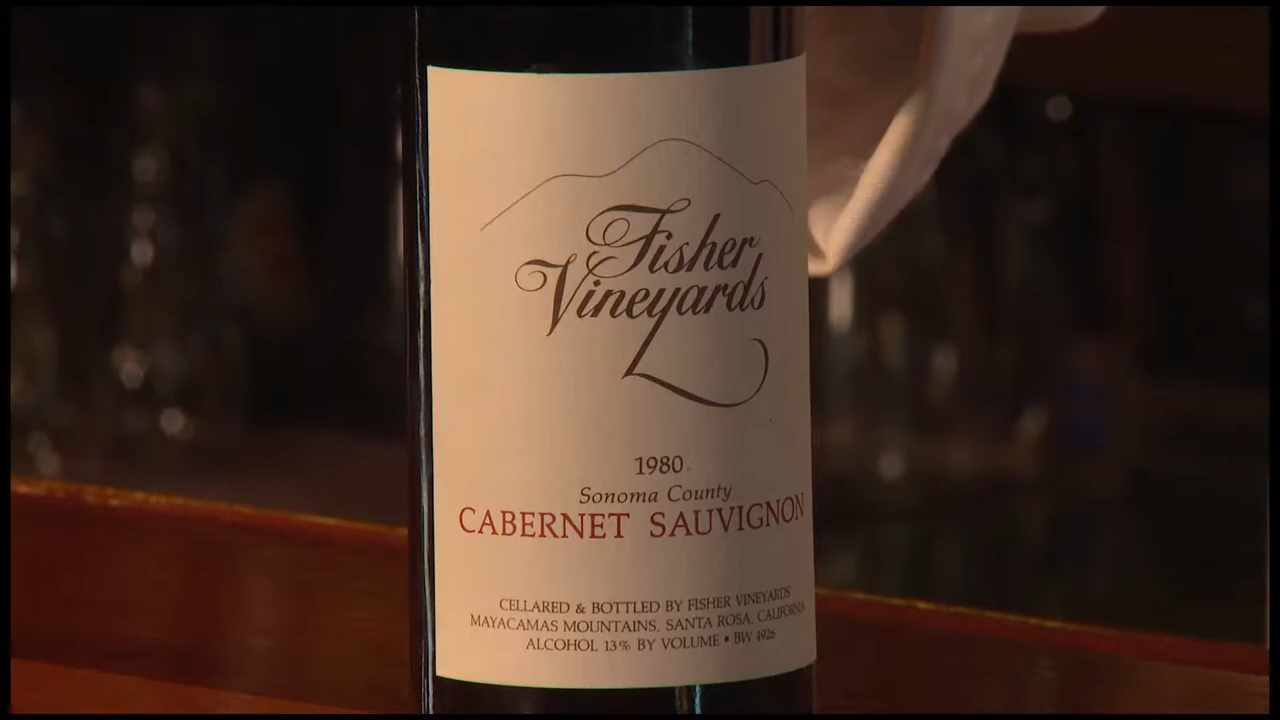 Fisher
Vineyards
1980
Sonoma County
CABERNET SAUVIGNON
CELLARED & BOTTLED BY FISHER VINEYARDS
MAYACAMAS MOUNTAINS, SANTA ROSA, CALIFORNIA
ALCOHOL 13% BY VOLUME • BW 4926